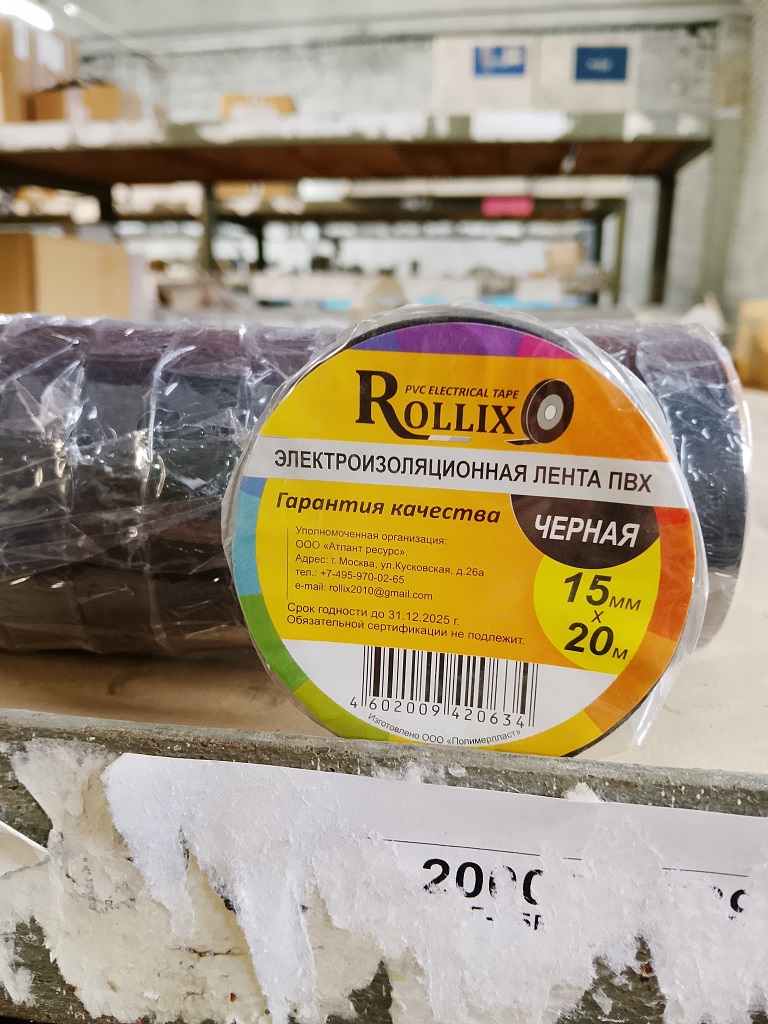 PVC ELECTRICAL TAPE
ROLLIX
ЭЛЕКТРОИЗОЛЯЦИОННАЯ ЛЕНТА ПВХ
Гарантия качества
ЧЕРНАЯ
Уполномоченная организация:
ООО «Атлант ресурс».
Адрес: г. Москва, ул.Кусковская, д.26а
тел.: +7-495-970-02-65
e-mail: rollix2010@gmail.com
15мм
х
20м
Срок годности до 31.12.2025 г.
Обязательной сертификации не подлежит.
4 602009 420634
Изготовлено ООО «Полимерпласт»